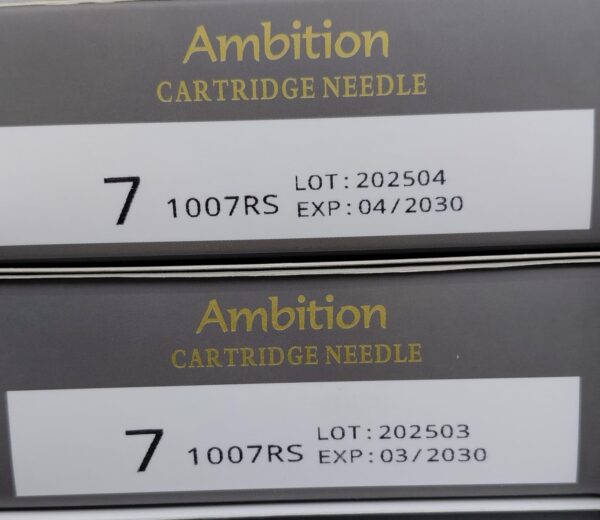 Ambition
CARTRIDGE NEEDLE
7 1007RS LOT:202504
EXP:04/2030
Ambition
CARTRIDGE NEEDLE
7 1007RS LOT:202503
EXP:03/2030